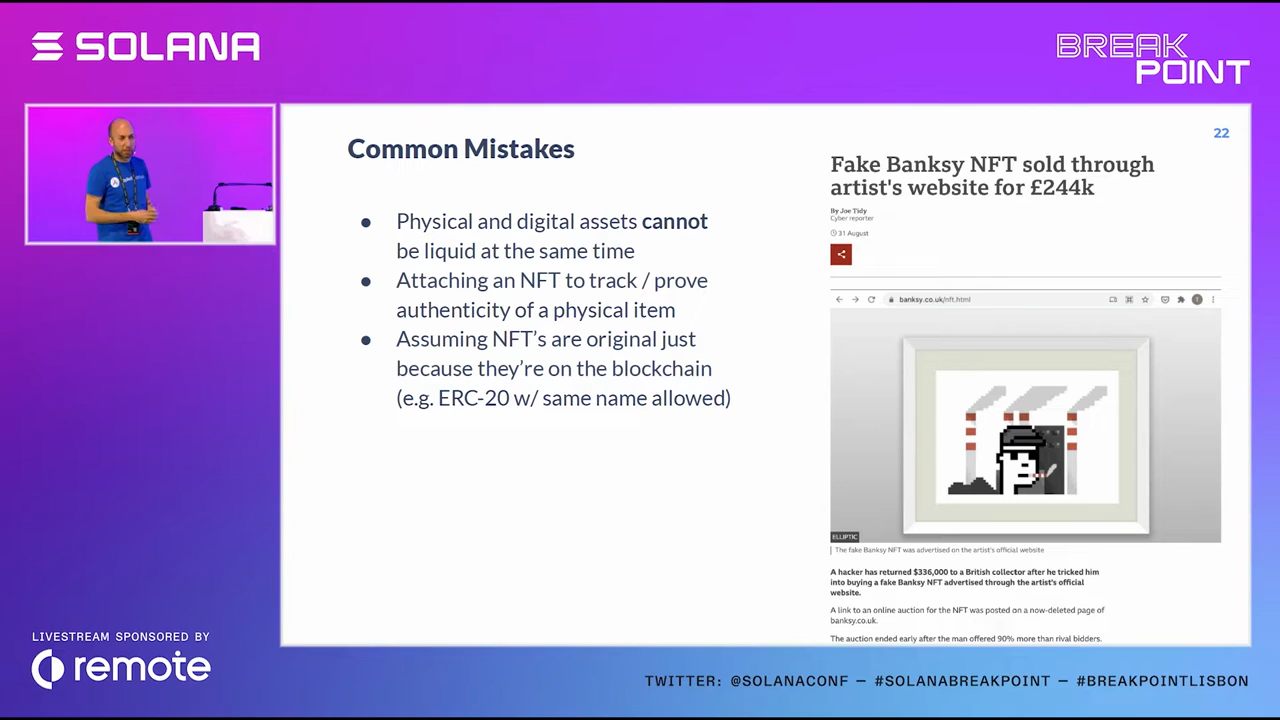 SOLANA
BREAK
POINT
22
Common Mistakes
● Physical and digital assets cannot
be liquid at the same time
● Attaching an NFT to track / prove
authenticity of a physical item
● Assuming NFT's are original just
because they're on the blockchain
(e.g. ERC-20 w/ same name allowed)
Fake Banksy NFT sold through
artist's website for £244k
By Joe Tidy
Cyber reporter
31 August
banksy.co.uk/nft.html
ELLIPTIC
The fake Banksy NFT was advertised on the artist's official website
A hacker has returned $336,000 to a British collector after he tricked him
into buying a fake Banksy NFT advertised through the artist's official
website.
A link to an online auction for the NFT was posted on a now-deleted page of
banksy.co.uk.
The auction ended early after the man offered 90% more than rival bidders.
LIVESTREAM SPONSORED BY
remote
TWITTER: @SOLANACONF — #SOLANABREAKPOINT — #BREAKPOINTLISBON